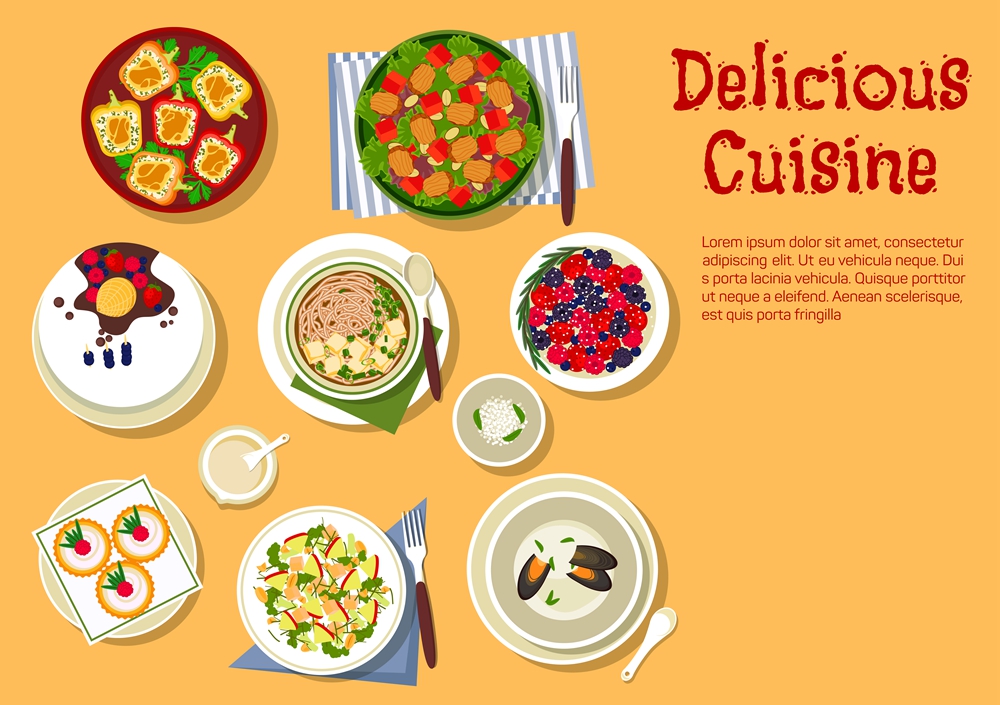 Delicious
Cuisine
Lorem ipsum dolor sit amet, consectetur
adipiscing elit. Ut eu vehicula neque. Dui
s porta lacinia vehicula. Quisque porttitor
ut neque a eleifend. Aenean scelerisque,
est quis porta fringilla